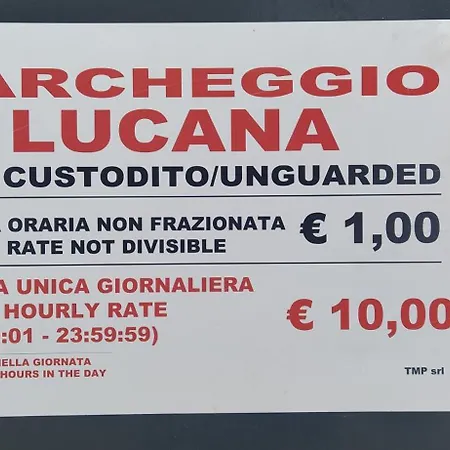 ARCHEGGIO
LUCANA
CUSTODITO/UNGUARDED
A ORARIA NON FRAZIONATA
RATE NOT DIVISIBLE
€ 1,00
A UNICA GIORNALIERA
HOURLY RATE
:01 - 23:59:59)
€ 10,00
NELLA GIORNATA
HOURS IN THE DAY
TMP srl